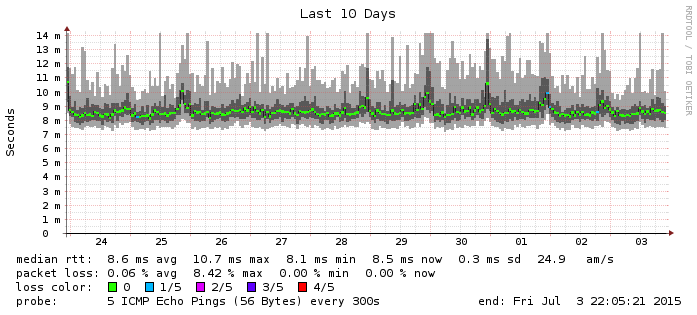 Last 10 Days
RRDTOOL / TOBI OETIKER
Seconds
14 m
13 m
12 m
11 m
10 m
9 m
8 m
7 m
6 m
5 m
4 m
3 m
2 m
1 m
0
24 25 26 27 28 29 30 01 02 03
median rtt: 8.6 ms avg 10.7 ms max 8.1 ms min 8.5 ms now 0.3 ms sd 24.9 am/s
packet loss: 0.06 % avg 8.42 % max 0.00 % min 0.00 % now
loss color: 0 1/5 2/5 3/5 4/5
probe: 5 ICMP Echo Pings (56 Bytes) every 300s end: Fri Jul 3 22:05:21 2015